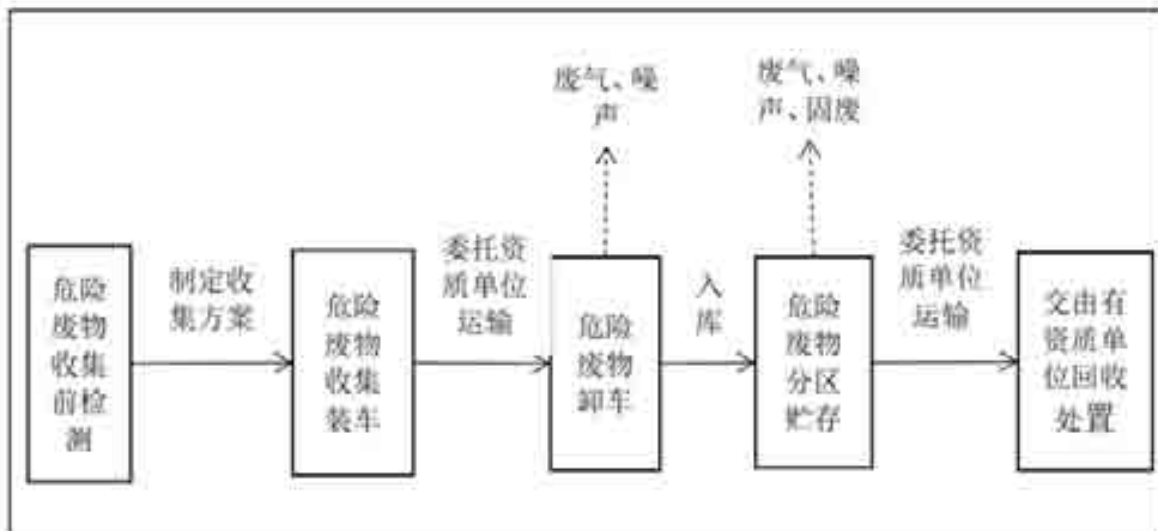 废气、噪
声
废气、噪
声、固废
危险
废物
收集
前检
测
制定收
集方案
危险
废物
收集
装车
委托资
质单位
运输
危险
废物
卸车
入
库
危险
废物
分区
贮存
委托资
质单位
运输
交由有
资质单
位回收
处置